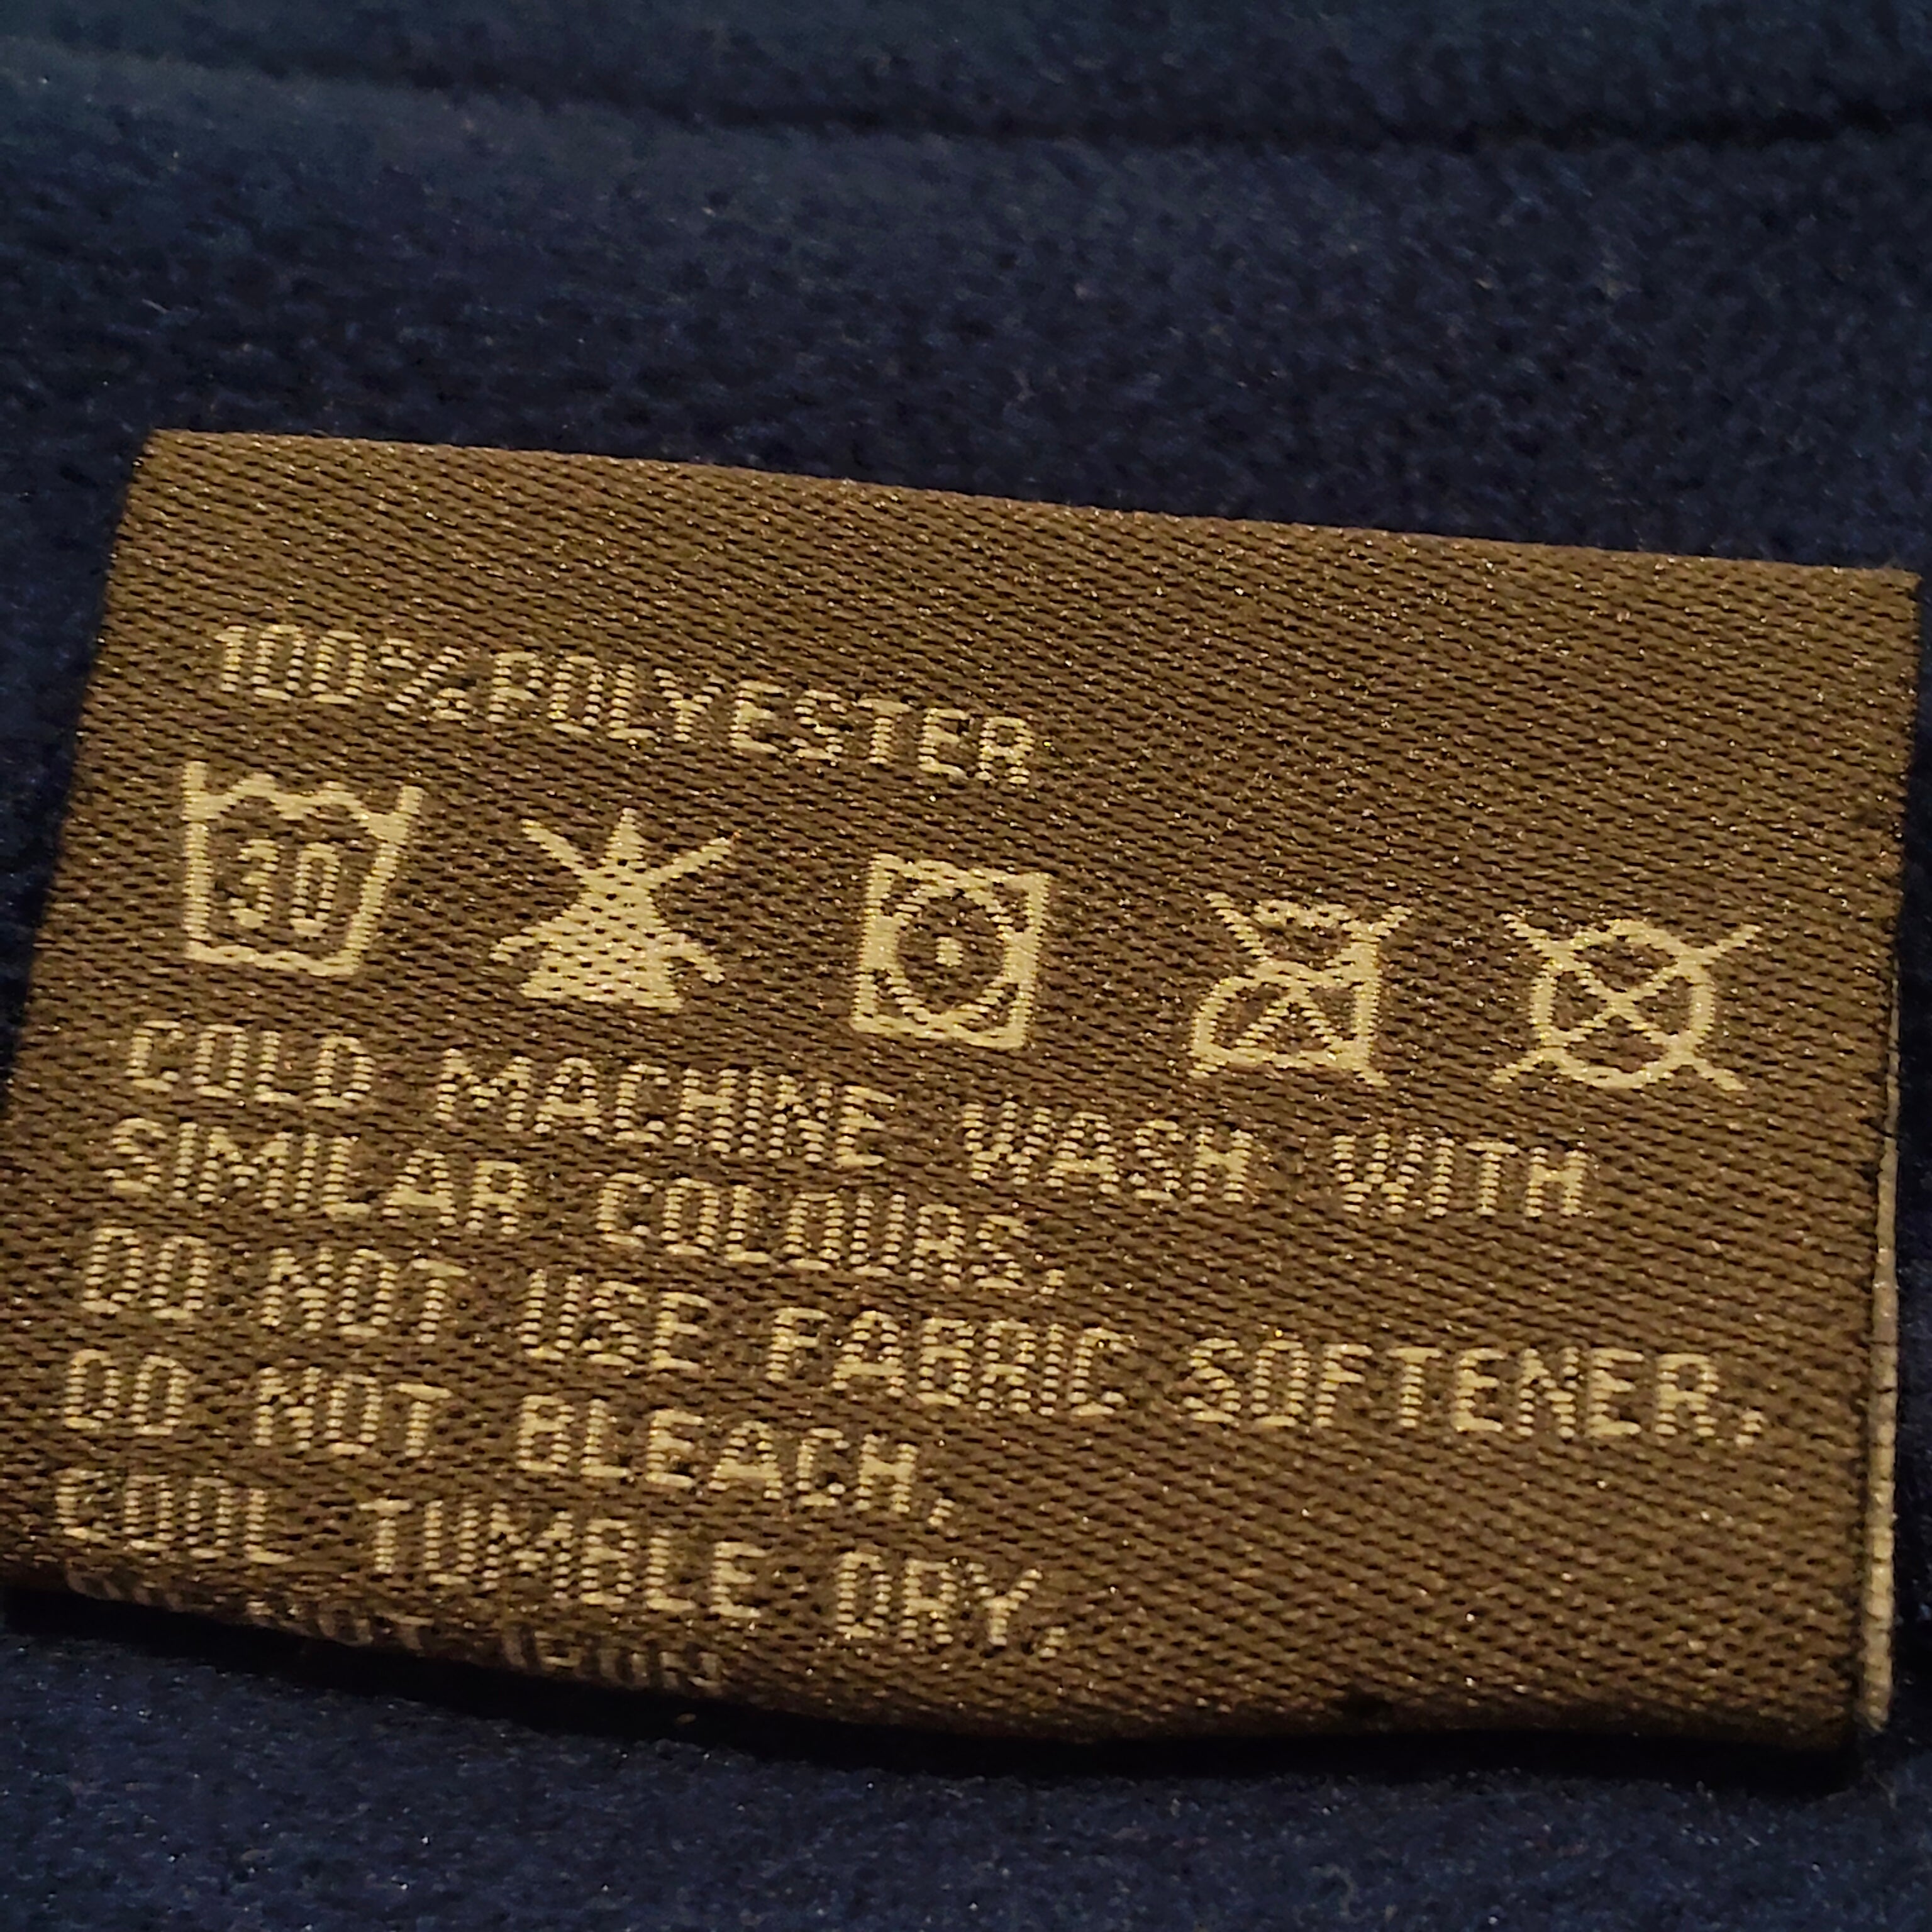 100%POLYESTER
30
COLD MACHINE WASH WITH
SIMILAR COLOURS,
DO NOT USE FABRIC SOFTENER,
DO NOT BLEACH,
COOL TUMBLE DRY,